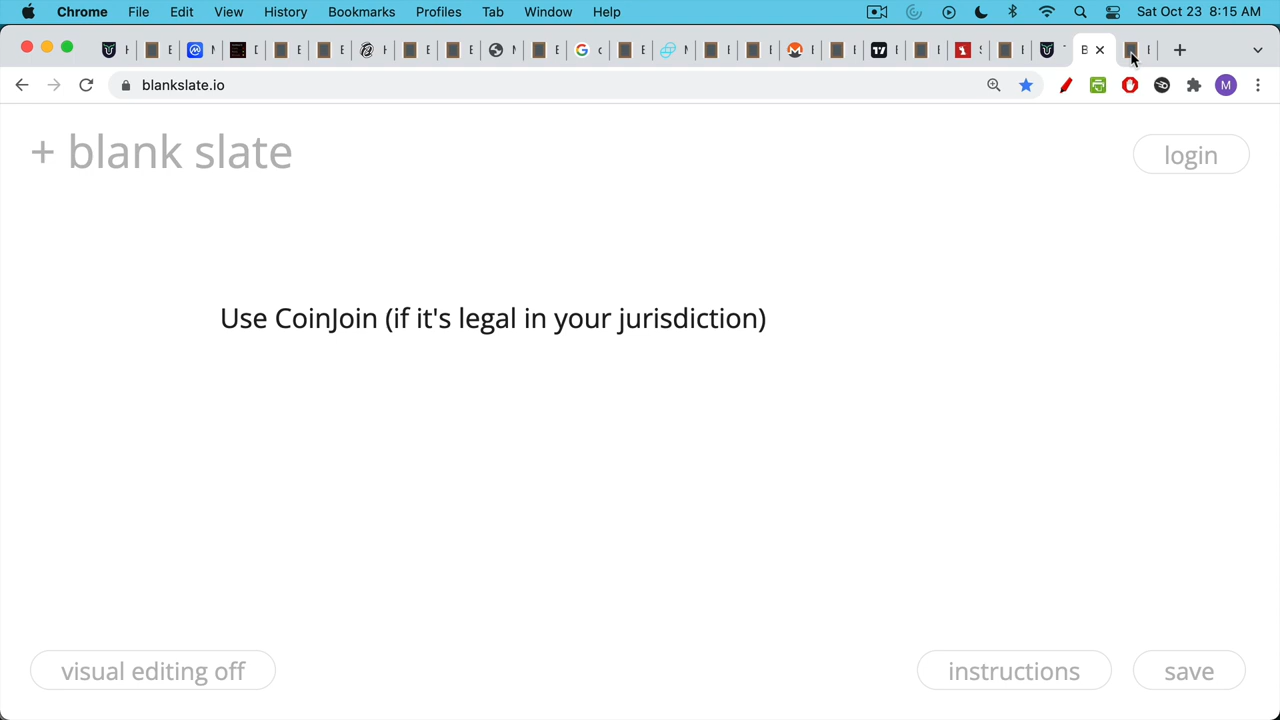 Chrome File Edit View History Bookmarks Profiles Tab Window Help Sat Oct 23 8:15 AM
blankslate.io M
+ blank slate
login
Use CoinJoin (if it's legal in your jurisdiction)
visual editing off
instructions
save